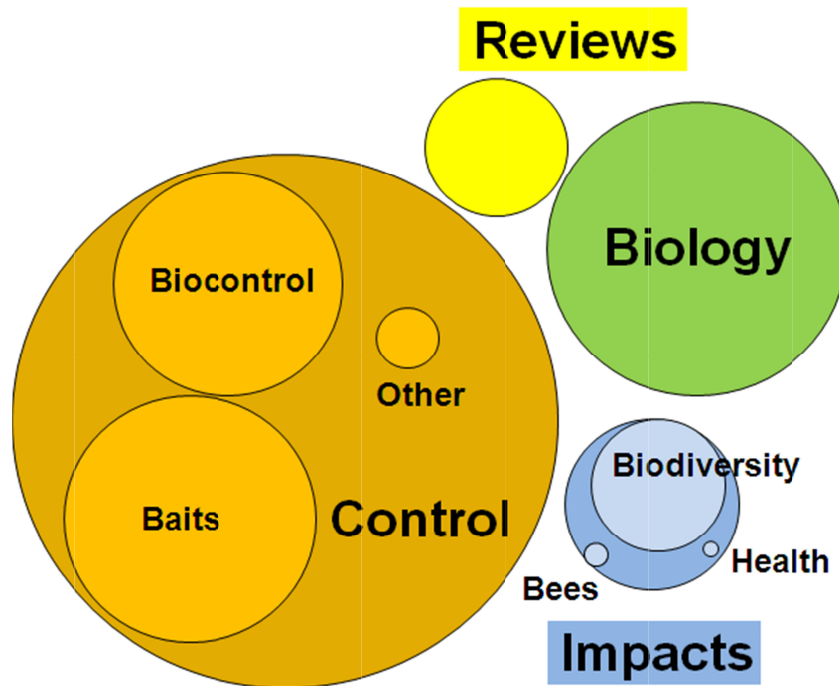 Reviews
Biology
Biocontrol
Other
Baits
Control
Biodiversity
Health
Bees
Impacts